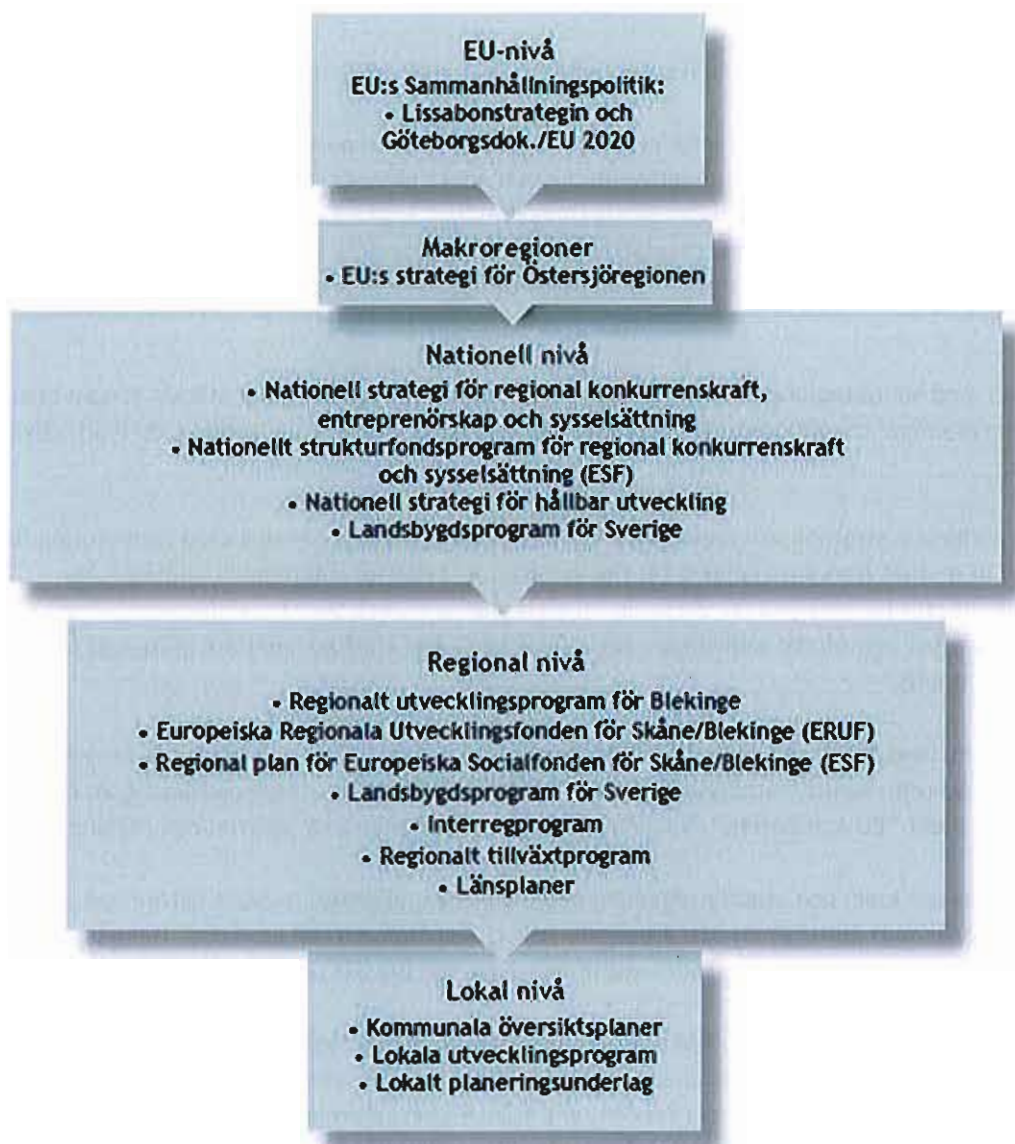 EU-nivå
EU:s Sammanhållningspolitik:
• Lissabonstrategin och
Göteborgsdok./EU 2020
Makroregioner
• EU:s strategi för Östersjöregionen
Nationell nivå
• Nationell strategi för regional konkurrenskraft,
entreprenörskap och sysselsättning
• Nationellt strukturfondsprogram för regional konkurrenskraft
och sysselsättning (ESF)
• Nationell strategi för hållbar utveckling
• Landsbygdsprogram för Sverige
Regional nivå
• Regionalt utvecklingsprogram för Blekinge
• Europeiska Regionala Utvecklingsfonden för Skåne/Blekinge (ERUF)
• Regional plan för Europeiska Socialfonden för Skåne/Blekinge (ESF)
• Landsbygdsprogram för Sverige
• Interregprogram
• Regionalt tillväxtprogram
• Länsplaner
Lokal nivå
• Kommunala översiktsplaner
• Lokala utvecklingsprogram
• Lokalt planeringsunderlag